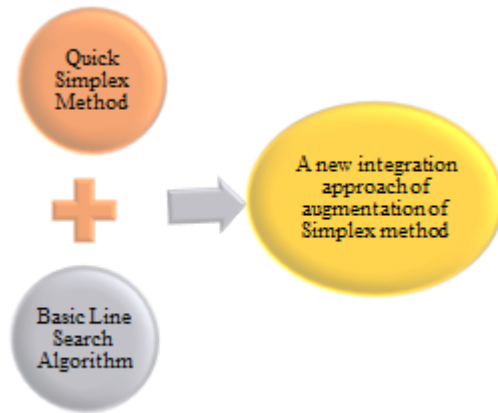 Quick
Simplex
Method
A new integration
approach of
augmentation of
Simplex method
Basic Line
Search
Algorithm